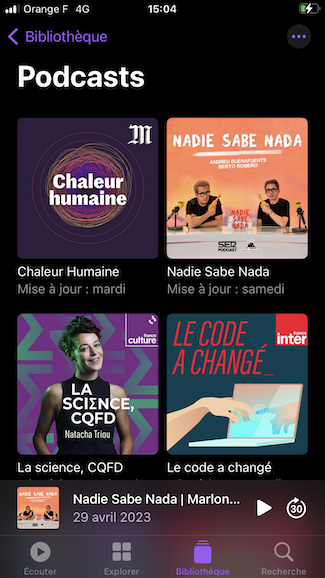 Orange F 4G
15:04
Bibliothèque
Podcasts
M
Chaleur
humaine
NADIE SABE NADA
ANDREU BUENAFUENTE
BERTO ROMERO
NADIE
SABE
NADA
SER
PODCAST
Chaleur Humaine
Mise à jour : mardi
Nadie Sabe Nada
Mise à jour : samedi
france
culture
LA
SCIENCE,
CQFD
Natacha Triou
france
inter
LE CODE
A CHANGÉ_
La science, CQFD
Le code a changé
Nadie Sabe Nada | Marlon...
29 avril 2023
30
Écouter
Explorer
Bibliothèque
Recherche